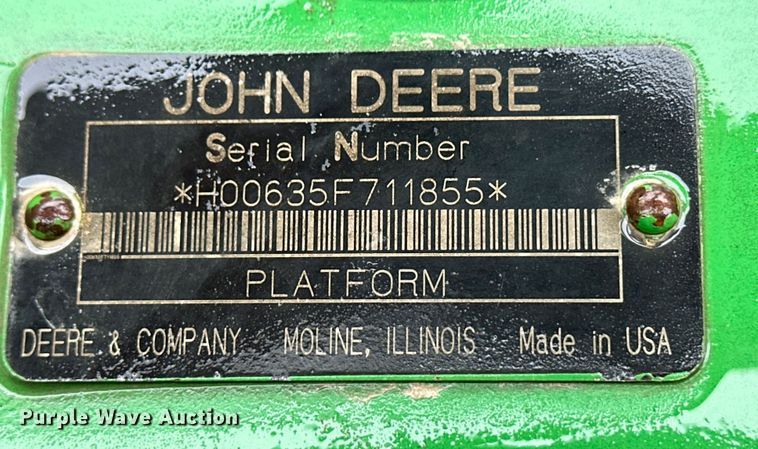 JOHN DEERE
Serial Number
*H00635F711855*
PLATFORM
DEERE & COMPANY MOLINE, ILLINOIS Made in USA
Purple Wave Auction